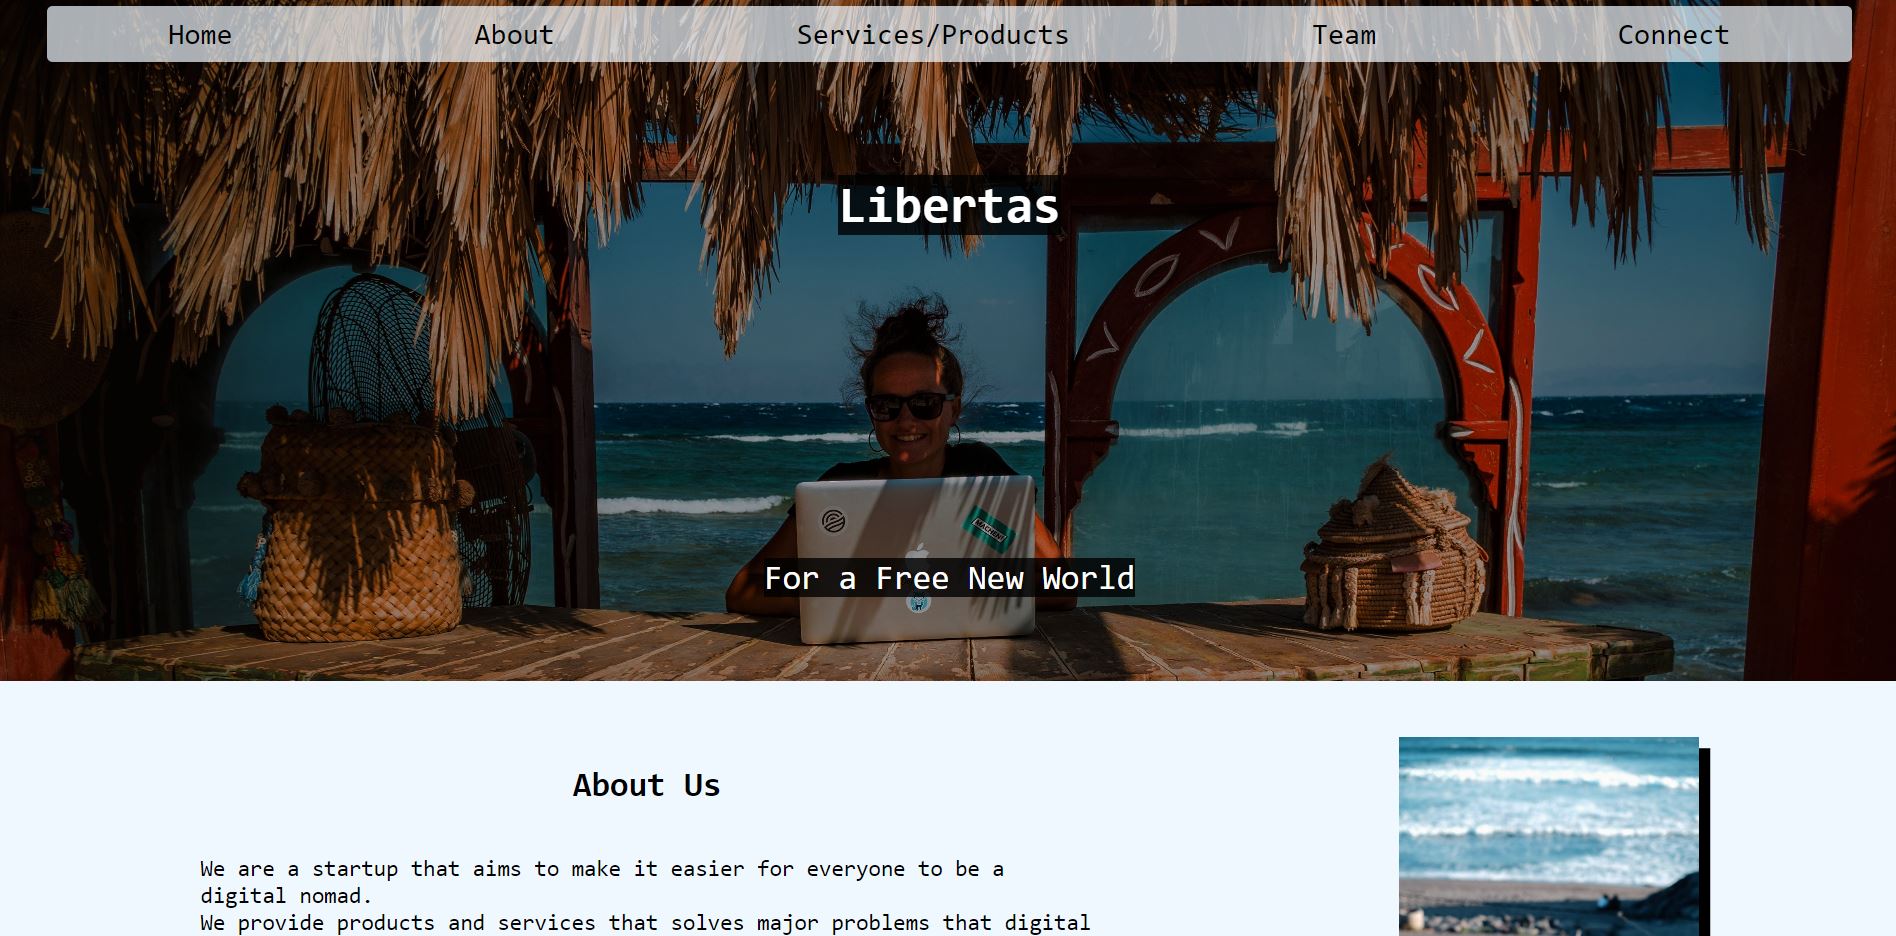 Home About Services/Products Team Connect
Libertas
For a Free New World
About Us
We are a startup that aims to make it easier for everyone to be a
digital nomad.
We provide products and services that solves major problems that digital